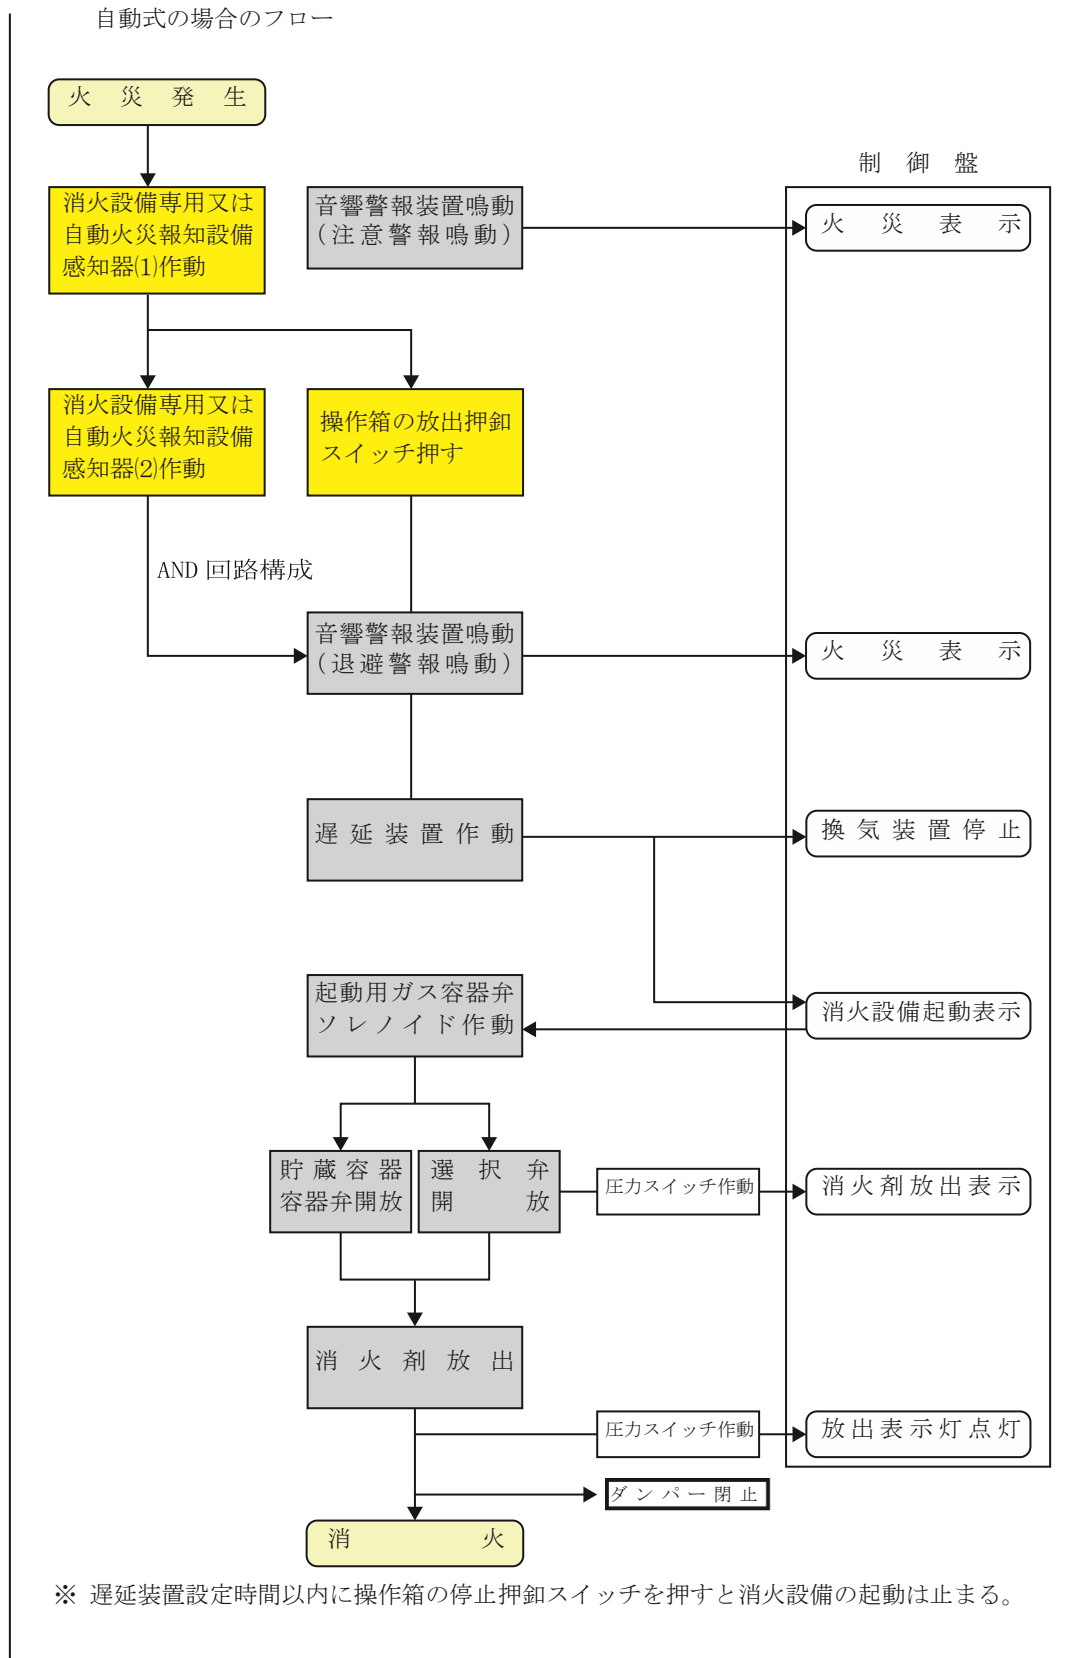 自動式の場合のフロー
火災発生
制御盤
消火設備専用又は
自動火災報知設備
感知器⑴作動
音響警報装置鳴動
（注意警報鳴動）
火災表示
消火設備専用又は
自動火災報知設備
感知器⑵作動
操作箱の放出押釦
スイッチ押す
AND 回路構成
音響警報装置鳴動
（退避警報鳴動）
火災表示
遅延装置作動
換気装置停止
起動用ガス容器弁
ソレノイド作動
消火設備起動表示
貯蔵容器
容器弁開放
選択弁
開放
圧力スイッチ作動
消火剤放出表示
消火剤放出
圧力スイッチ作動
放出表示灯点灯
ダンパー閉止
消火
※ 遅延装置設定時間以内に操作箱の停止押釦スイッチを押すと消火設備の起動は止まる。